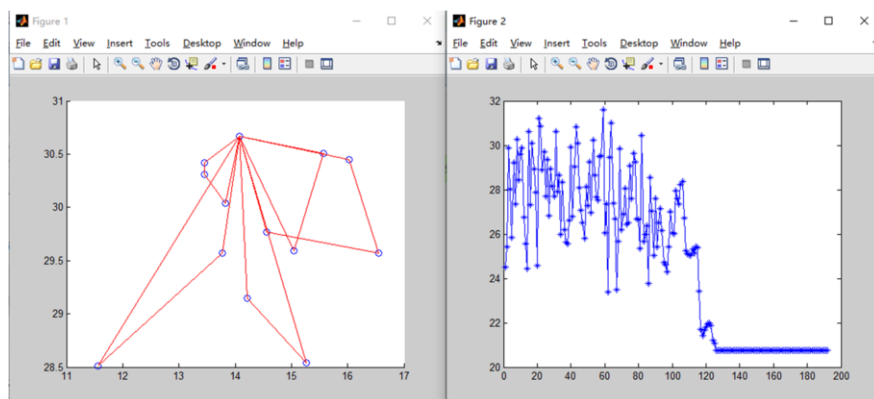 Figure 1
File Edit View Insert Tools Desktop Window Help
31
30.5
30
29.5
29
28.5
11 12 13 14 15 16 17
Figure 2
File Edit View Insert Tools Desktop Window Help
32
30
28
26
24
22
20
0 20 40 60 80 100 120 140 160 180 200